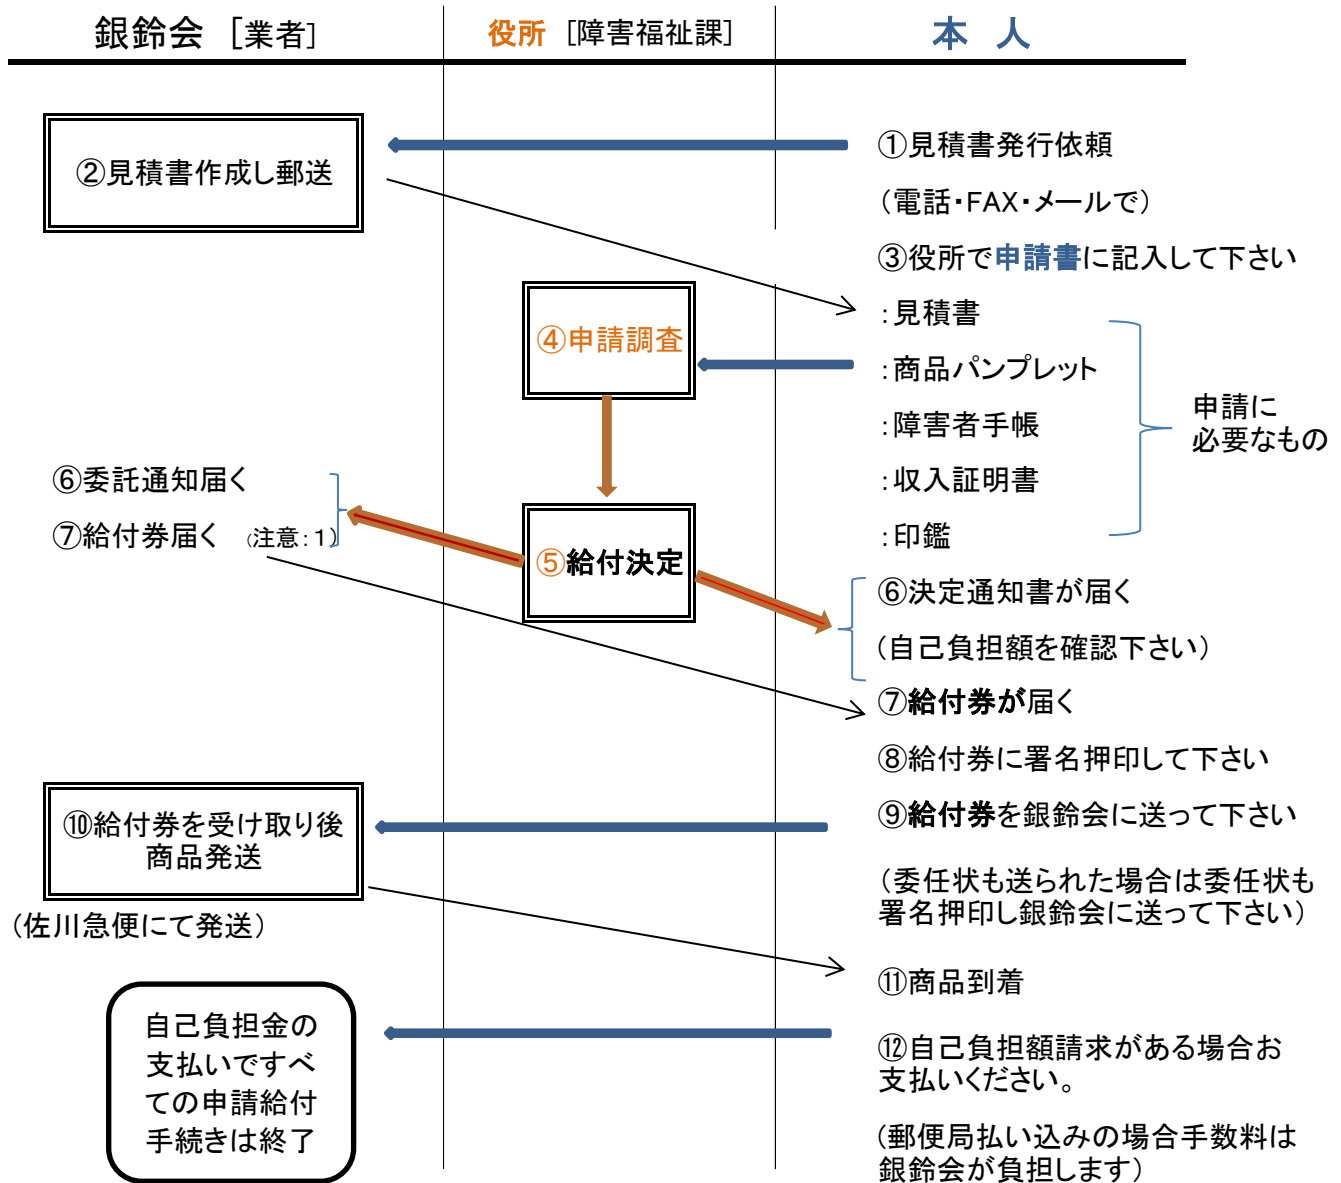 銀鈴会 [業者]
役所 [障害福祉課]
本 人
①見積書発行依頼
(電話・FAX・メールで)
②見積書作成し郵送
③役所で申請書に記入して下さい
:見積書
:商品パンプレット
:障害者手帳
:収入証明書
:印鑑
申請に
必要なもの
④申請調査
⑤給付決定
⑥委託通知届く
⑦給付券届く (注意:1)
⑥決定通知書が届く
(自己負担額を確認下さい)
⑦給付券が届く
⑧給付券に署名押印して下さい
⑨給付券を銀鈴会に送って下さい
(委任状も送られた場合は委任状も
署名押印し銀鈴会に送って下さい)
⑩給付券を受け取り後
商品発送
(佐川急便にて発送)
⑪商品到着
⑫自己負担額請求がある場合お
支払いください。
(郵便局払い込みの場合手数料は
銀鈴会が負担します)
自己負担金の
支払いですべ
ての申請給付
手続きは終了